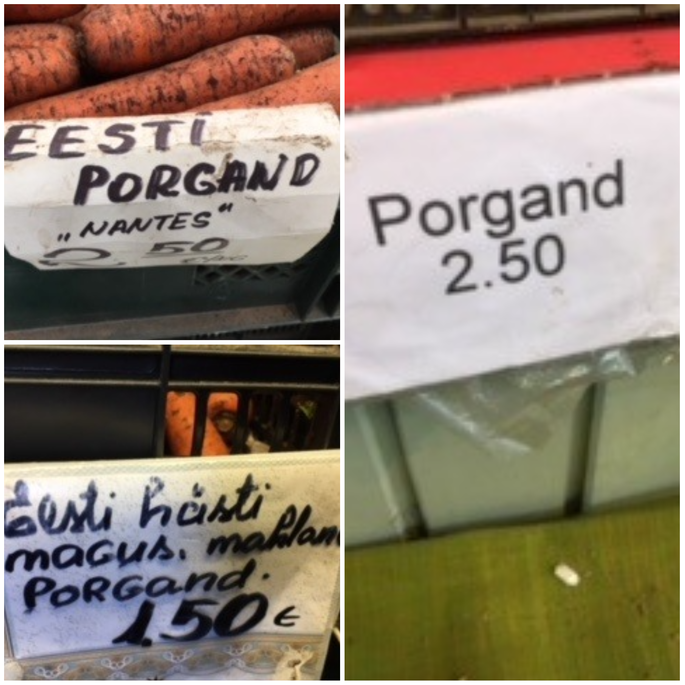 EESTI
PORGAND
„NANTES"
2.50
Porgand
2.50
Eesti hästi
magus. mahlan
PORGAND.
1.50 €